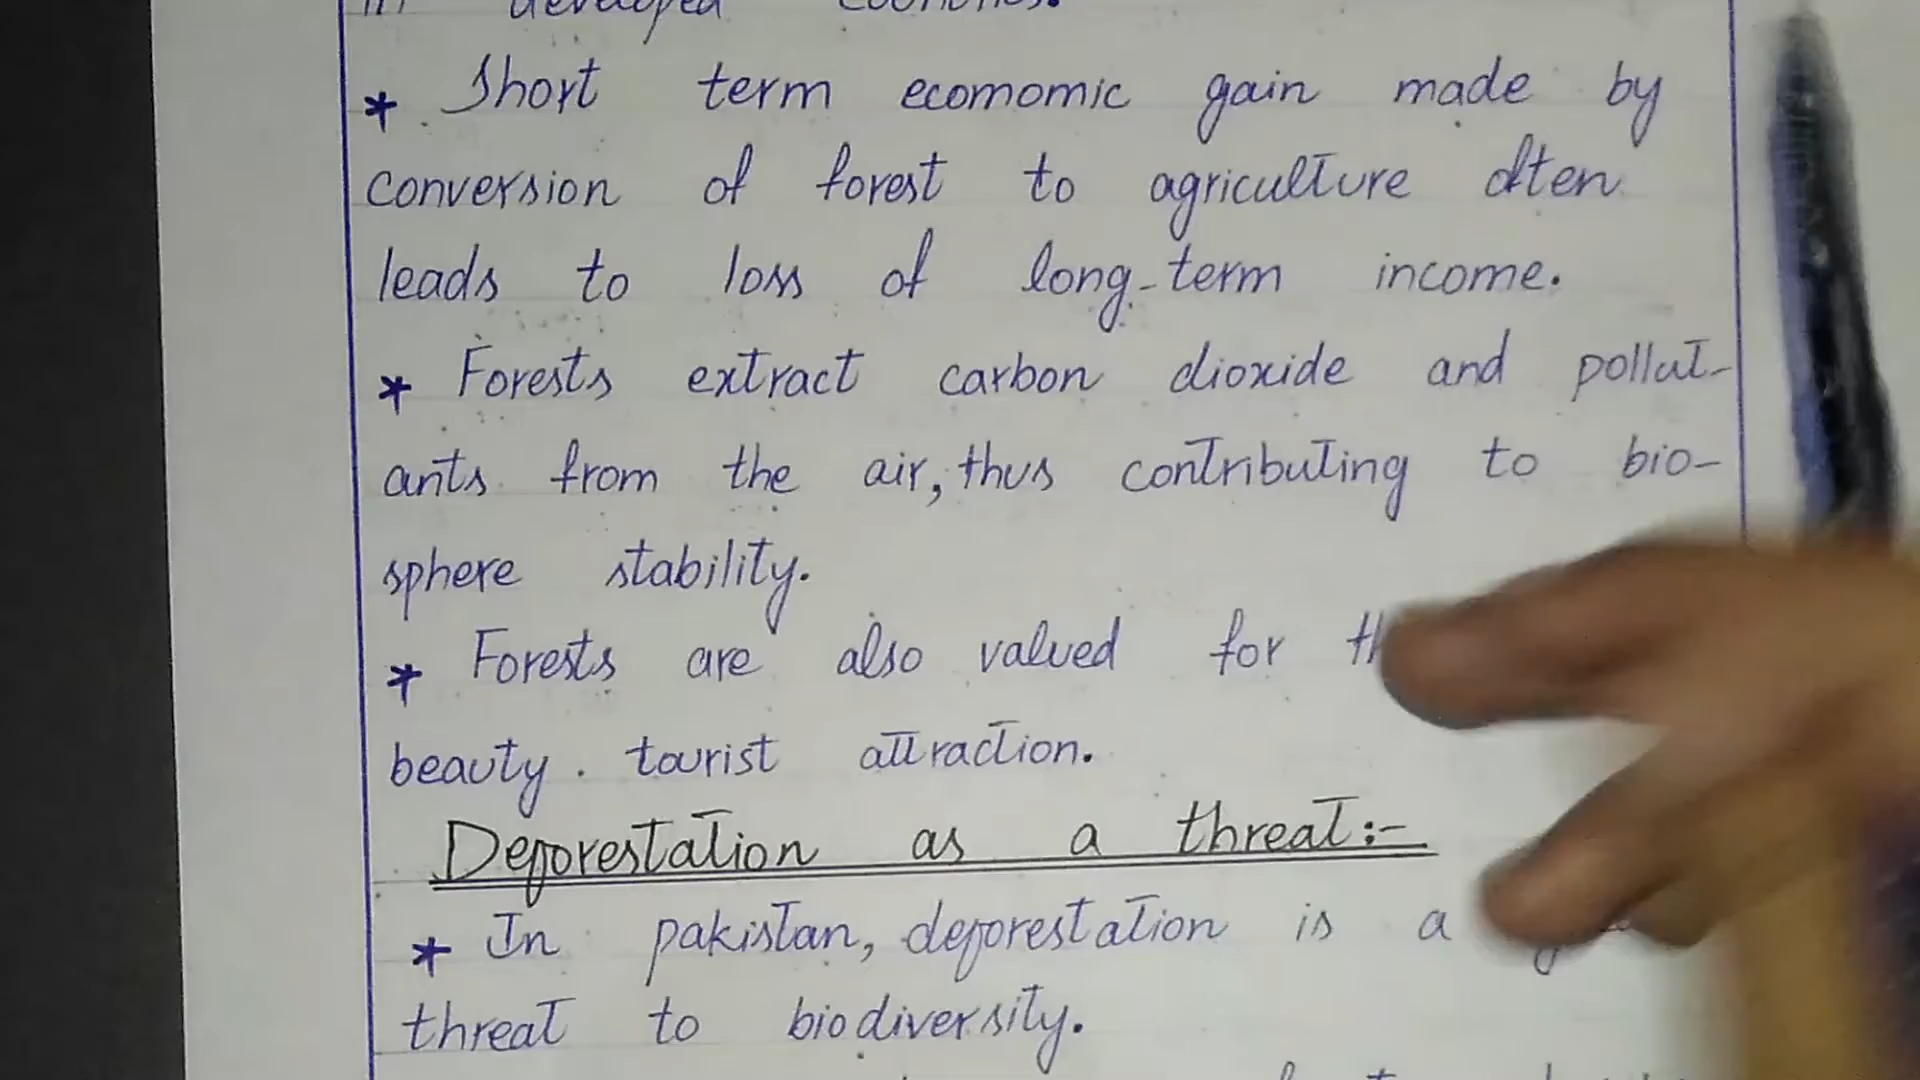 developed
* Short term ecomomic gain made by
conversion of forest to agriculture often
leads to loss of long-term income.
* Forests extract carbon dioxide and pollut-
ants from the air, thus contributing to bio-
sphere stability.
* Forests are also valued for
beauty. tourist attraction.
Deforestation as a threat:-
* In pakistan, deforestation is a
threat to biodiversity.